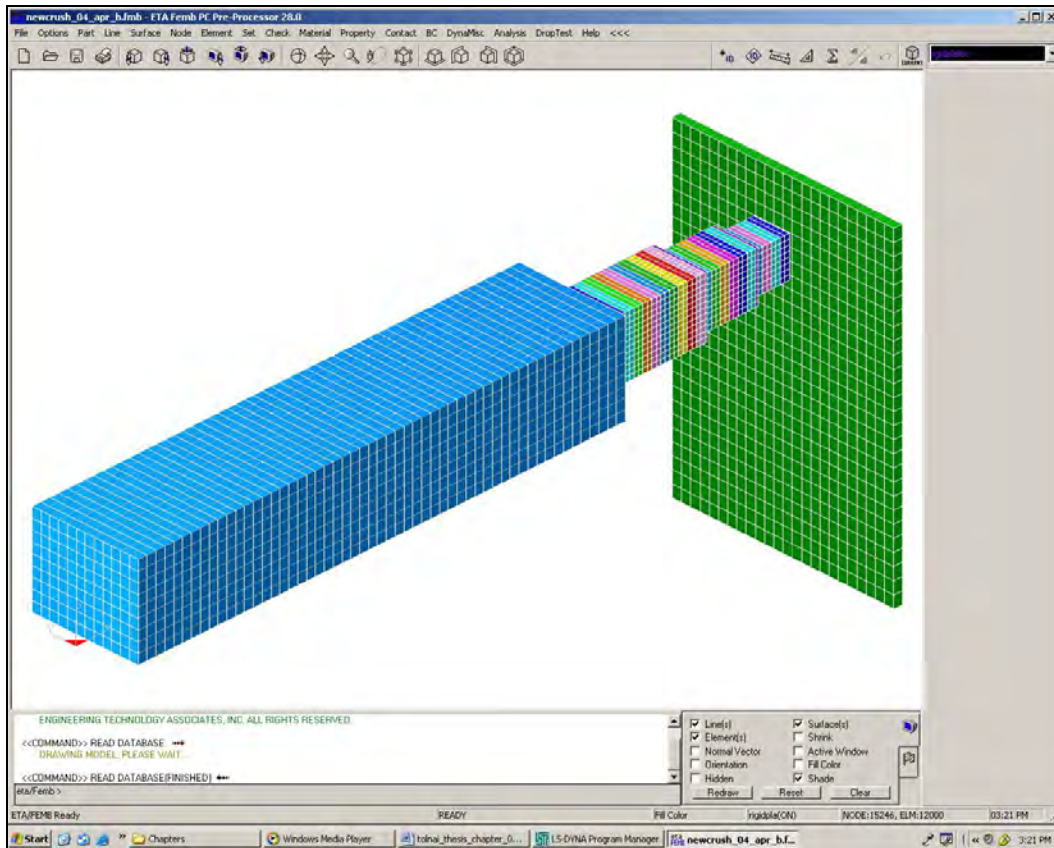 newcrush_04_apr_b.fmb - ETA Femb PC Pre-Processor 28.0
File Options Part Line Surface Node Element Set Check Material Property Contact BC DynaMisc Analysis DropTest Help <<<
ENGINEERING TECHNOLOGY ASSOCIATES, INC. ALL RIGHTS RESERVED
<<COMMAND>> READ DATABASE
DRAWING MODEL, PLEASE WAIT...
<<COMMAND>> READ DATABASE(FINISHED)
eta/Femb >
Line(s) Surface(s)
Element(s) Shrink
Normal Vector Active Window
Orientation Fill Color
Hidden Shade
Redraw Reset Clear
ETA/FEMB Ready READY Fill Color rigidpla(ON) NODE:15246, ELM:12000 03:21 PM
Start » Chapters Windows Media Player tolnai_thesis_chapter_0... LS-DYNA Program Manager newcrush_04_apr_b.f... « 3:21 PM